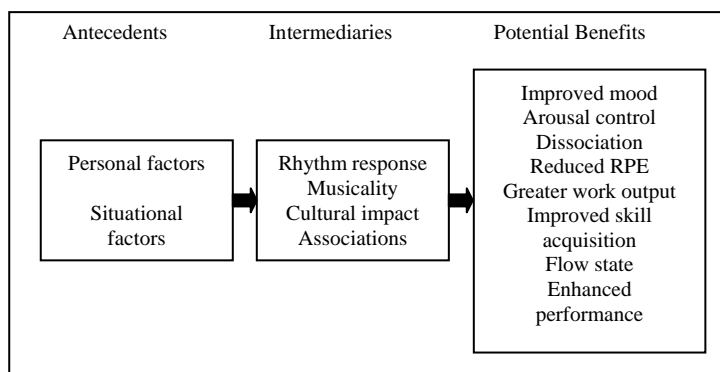 Antecedents
Intermediaries
Potential Benefits
Personal factors
Situational
factors
Rhythm response
Musicality
Cultural impact
Associations
Improved mood
Arousal control
Dissociation
Reduced RPE
Greater work output
Improved skill
acquisition
Flow state
Enhanced
performance